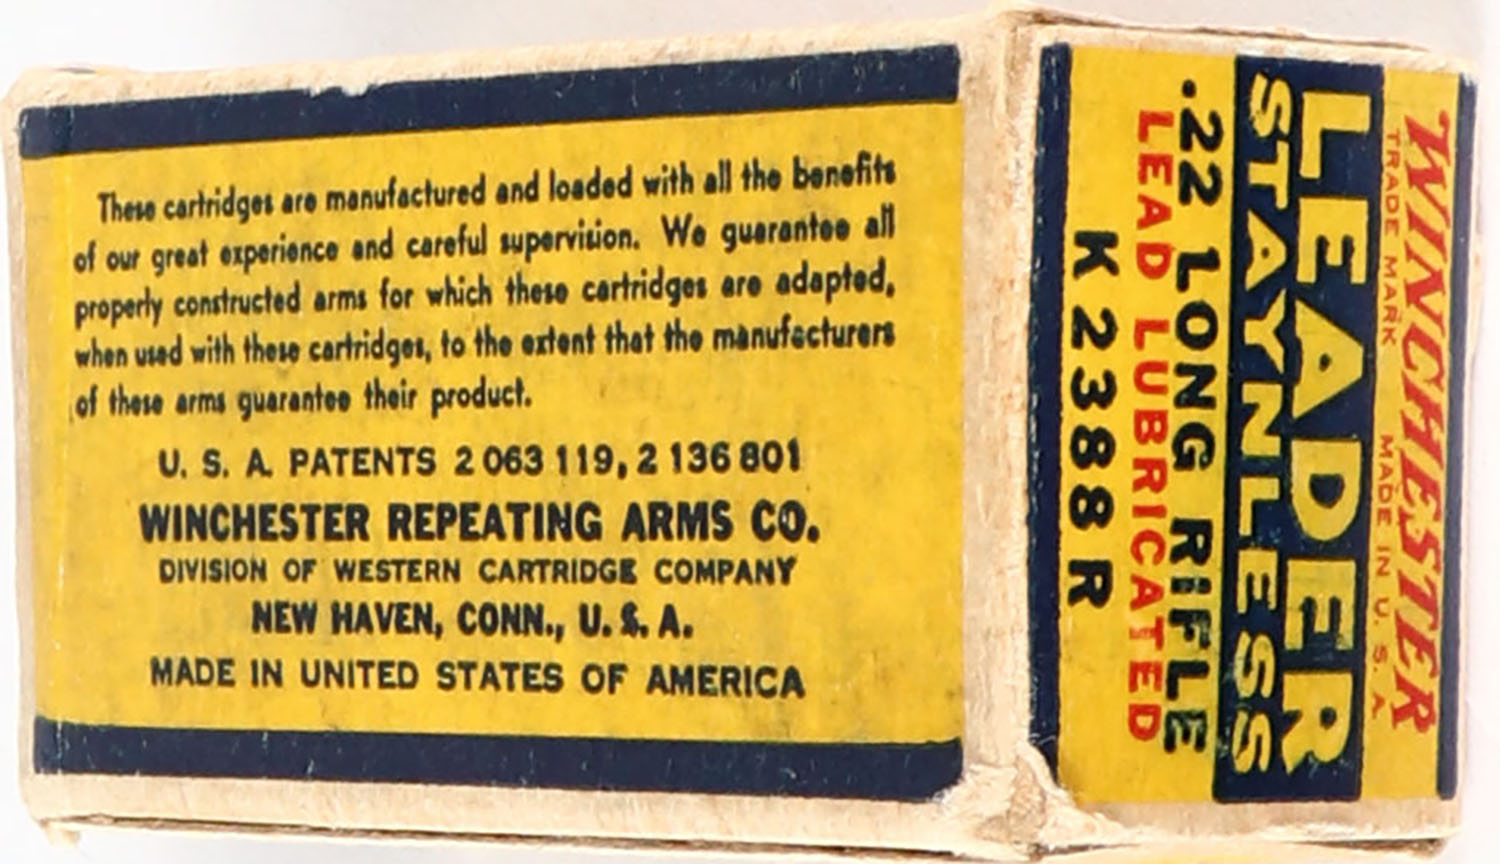 These cartridges are manufactured and loaded with all the benefits
of our great experience and careful supervision. We guarantee all
properly constructed arms for which these cartridges are adapted,
when used with these cartridges, to the extent that the manufacturers
of these arms guarantee their product.
U. S. A. PATENTS 2 063 119, 2 136 801
WINCHESTER REPEATING ARMS CO.
DIVISION OF WESTERN CARTRIDGE COMPANY
NEW HAVEN, CONN., U. S. A.
MADE IN UNITED STATES OF AMERICA
WINCHESTER
TRADE MARK MADE IN U. S. A.
LEADER
STAYNLESS
.22 LONG RIFLE
LEAD LUBRICATED
K 2388 R